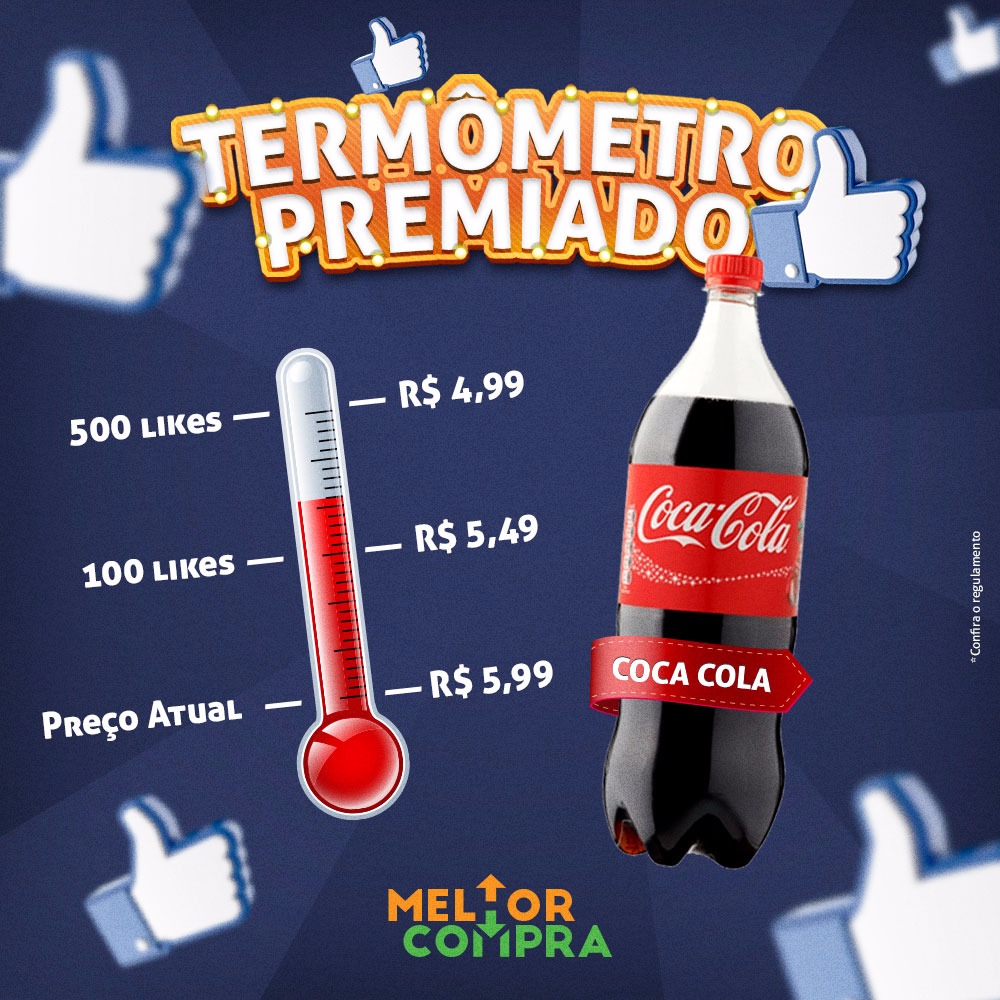 TERMÔMETRO
PREMIADO
500 LIKES
R$ 4,99
100 LIKES
R$ 5,49
Preço Atual
R$ 5,99
Coca-Cola
COCA COLA
*Confira o regulamento
MELHOR
COMPRA